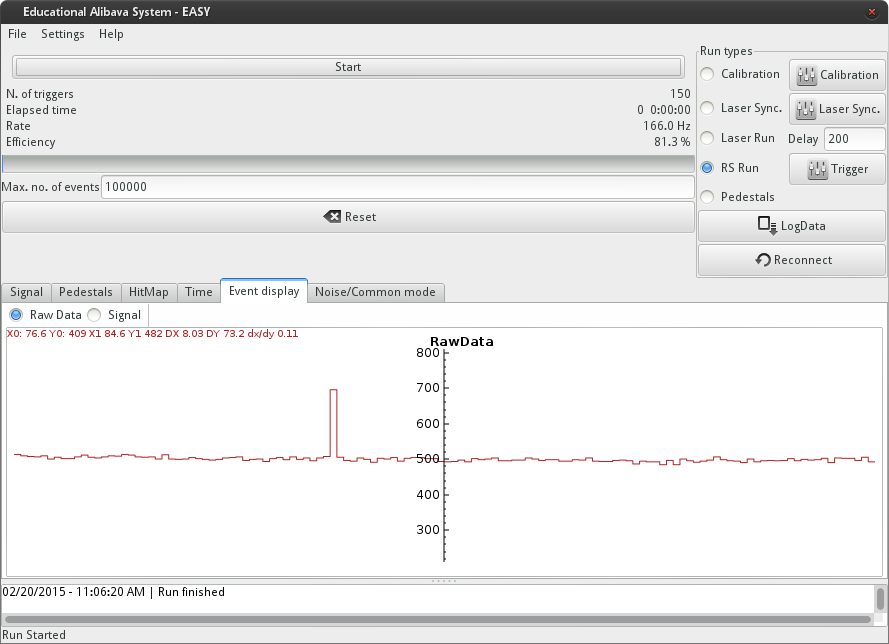 Educational Alibava System - EASY
File Settings Help
Start
N. of triggers 150
Elapsed time 0 0:00:00
Rate 166.0 Hz
Efficiency 81.3 %
Max. no. of events 100000
Reset
Run types
Calibration Calibration
Laser Sync. Laser Sync.
Laser Run Delay 200
RS Run Trigger
Pedestals
LogData
Reconnect
Signal Pedestals HitMap Time Event display Noise/Common mode
Raw Data Signal
X0: 76.6 Y0: 409 X1 84.6 Y1 482 DX 8.03 DY 73.2 dx/dy 0.11
RawData
800
700
600
500
400
300
02/20/2015 - 11:06:20 AM | Run finished
Run Started